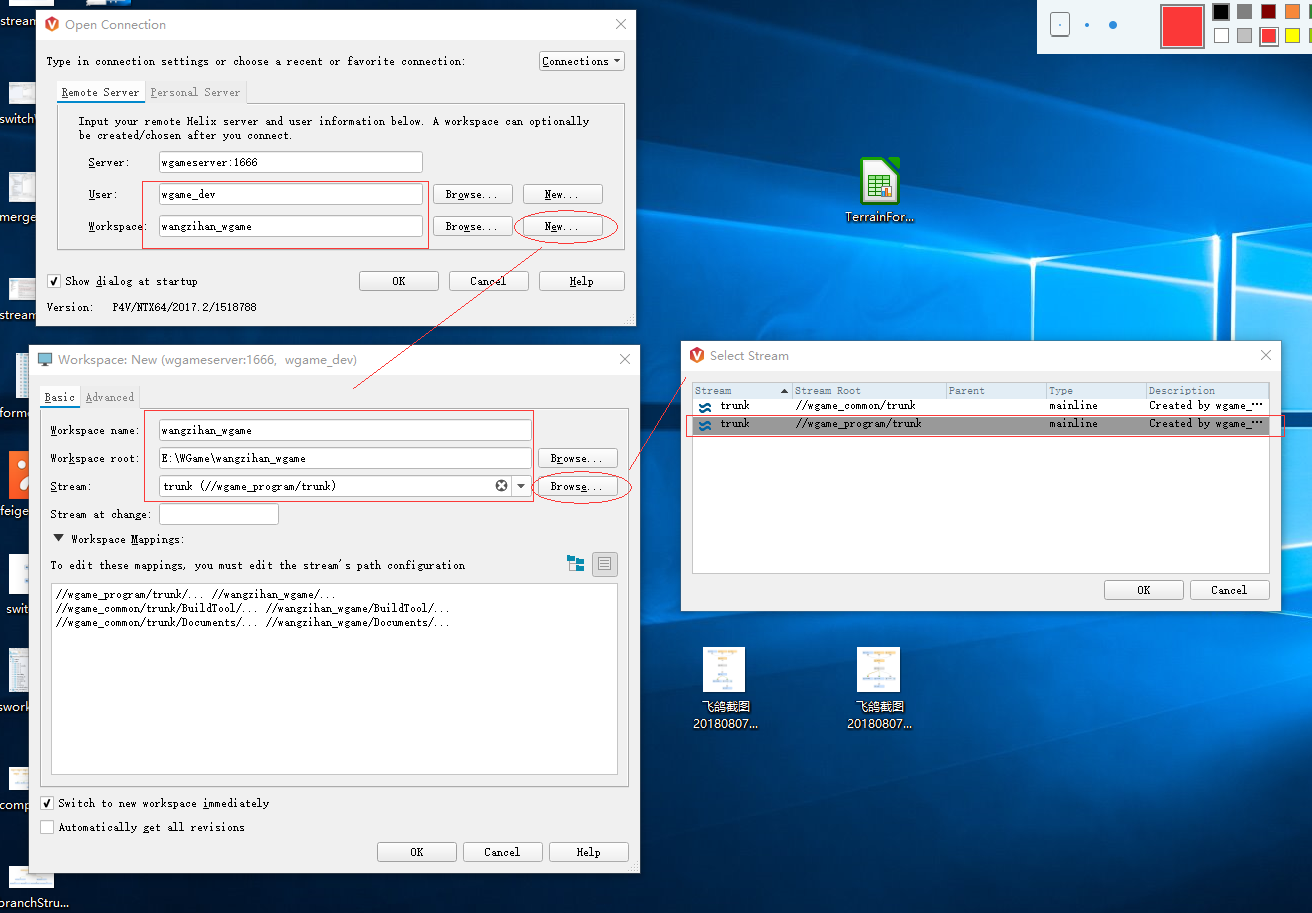 Open Connection
Type in connection settings or choose a recent or favorite connection:
Connections
Remote Server
Personal Server
Input your remote Helix server and user information below. A workspace can optionally
be created/chosen after you connect.
Server:
wgameserver:1666
User:
wgame_dev
Browse...
New...
Workspace:
wangzihan_wgame
Browse...
New...
Show dialog at startup
OK
Cancel
Help
Version:
P4V/NTX64/2017.2/1518788
Workspace: New (wgameserver:1666, wgame_dev)
Basic
Advanced
Workspace name:
wangzihan_wgame
Workspace root:
E:\WGame\wangzihan_wgame
Browse...
Stream:
trunk (//wgame_program/trunk)
Browse...
Stream at change:
Workspace Mappings:
To edit these mappings, you must edit the stream's path configuration
//wgame_program/trunk/... //wangzihan_wgame/...
//wgame_common/trunk/BuildTool/... //wangzihan_wgame/BuildTool/...
//wgame_common/trunk/Documents/... //wangzihan_wgame/Documents/...
Switch to new workspace immediately
Automatically get all revisions
OK
Cancel
Help
Select Stream
Stream
Stream Root
Parent
Type
Description
trunk
//wgame_common/trunk
mainline
Created by wgame_...
trunk
//wgame_program/trunk
mainline
Created by wgame_...
OK
Cancel
TerrainFor...
飞鸽截图
20180807...
飞鸽截图
20180807...
stream
switch
merge
stream
forme
feige
swit
swork
comp
branchStru...